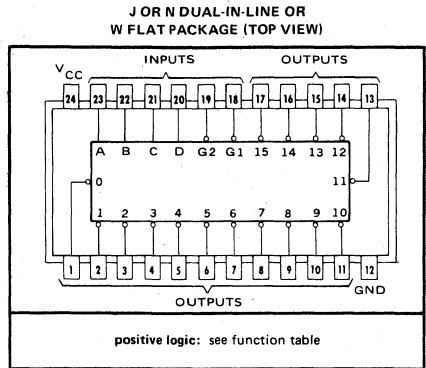 J OR N DUAL-IN-LINE OR
W FLAT PACKAGE (TOP VIEW)
INPUTS OUTPUTS
VCC
24 23 22 21 20 19 18 17 16 15 14 13
A B C D G2 G1 15 14 13 12
0 11
1 2 3 4 5 6 7 8 9 10
1 2 3 4 5 6 7 8 9 10 11 12
OUTPUTS GND
positive logic: see function table